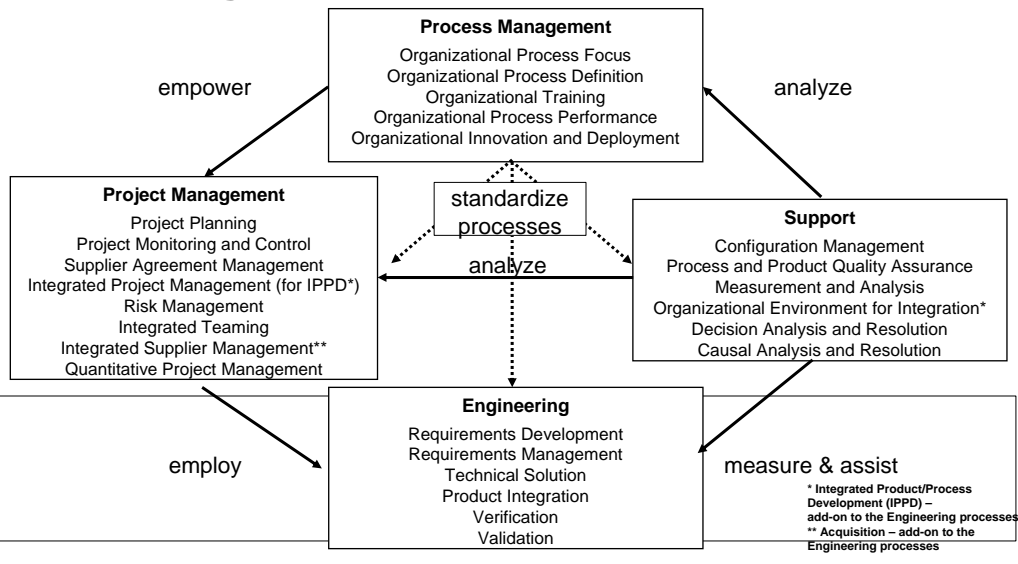 Process Management
Organizational Process Focus
Organizational Process Definition
Organizational Training
Organizational Process Performance
Organizational Innovation and Deployment
empower
analyze
Project Management
Project Planning
Project Monitoring and Control
Supplier Agreement Management
Integrated Project Management (for IPPD*)
Risk Management
Integrated Teaming
Integrated Supplier Management**
Quantitative Project Management
standardize
processes
analyze
Support
Configuration Management
Process and Product Quality Assurance
Measurement and Analysis
Organizational Environment for Integration*
Decision Analysis and Resolution
Causal Analysis and Resolution
Engineering
Requirements Development
Requirements Management
Technical Solution
Product Integration
Verification
Validation
employ
measure & assist
* Integrated Product/Process
Development (IPPD) –
add-on to the Engineering processes
** Acquisition – add-on to the
Engineering processes